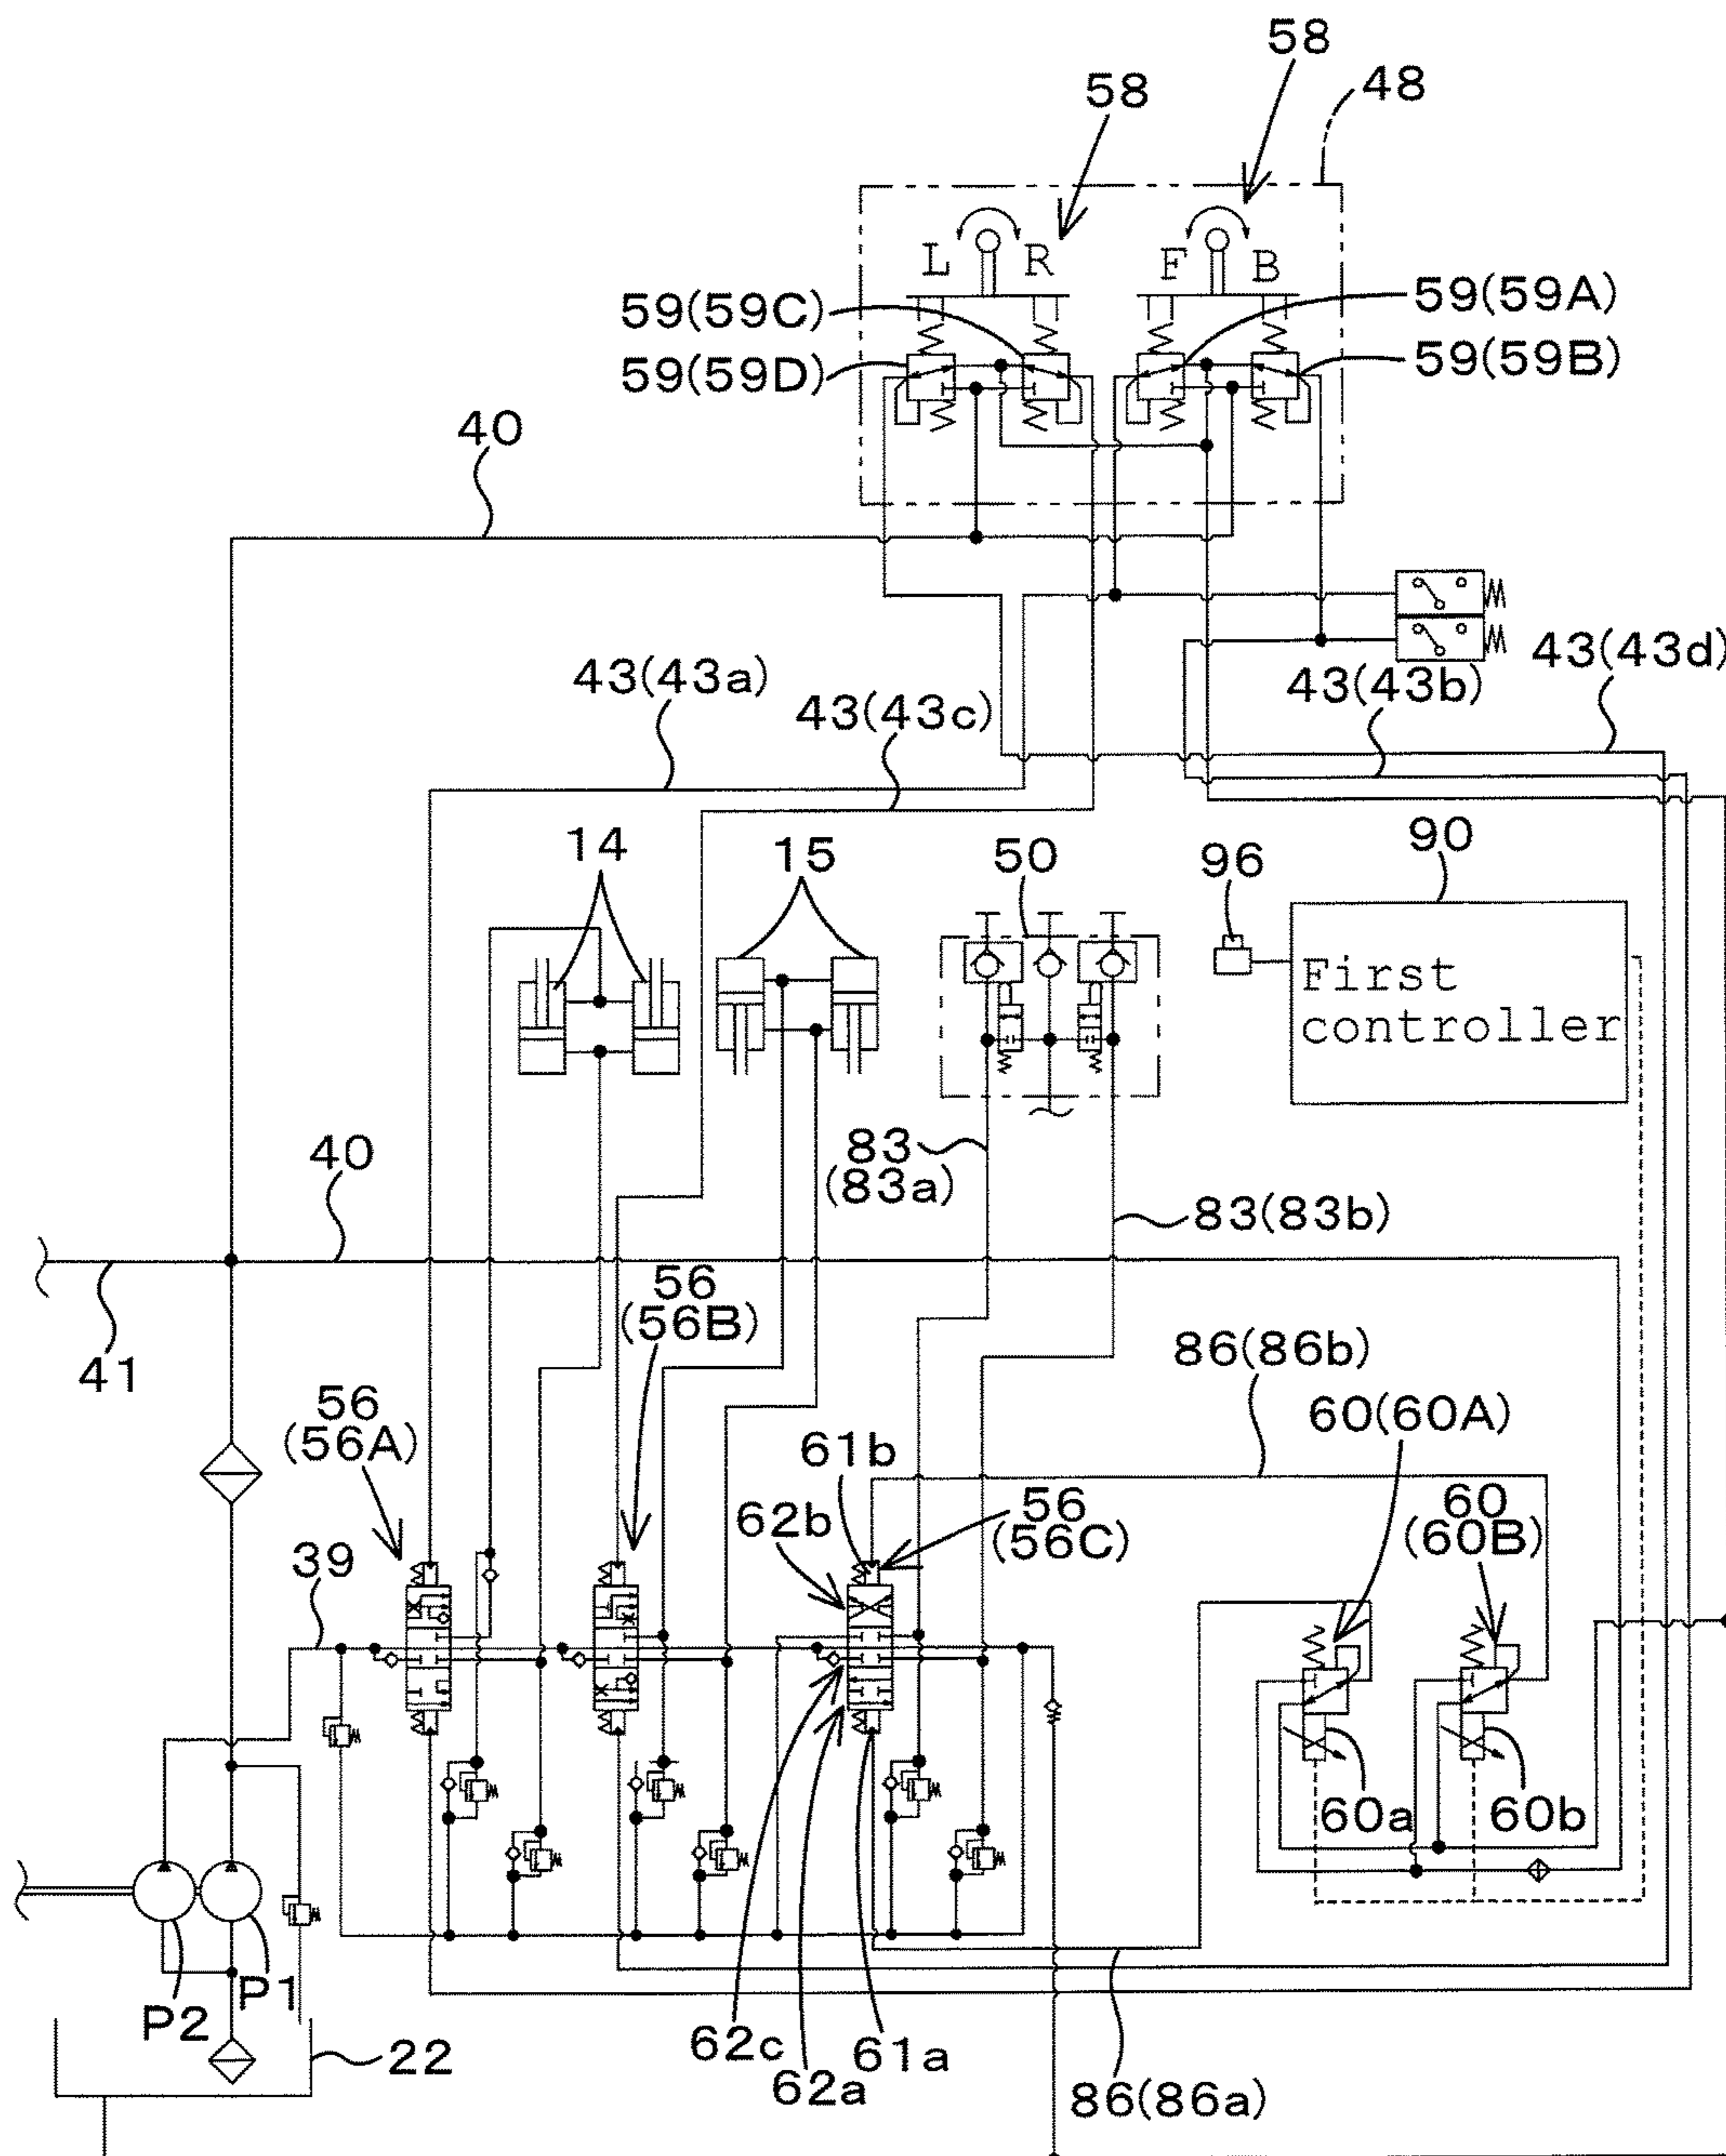 58
58
48
L
R
F
B
59(59C)
59(59A)
59(59D)
59(59B)
40
43(43a)
43(43c)
43(43b)
43(43d)
14
15
50
96
90
First
controller
83
(83a)
40
83(83b)
41
56
(56B)
86(86b)
56
(56A)
61b
60(60A)
62b
56
(56C)
60
(60B)
39
60a
60b
P2
P1
22
62c
62a
61a
86(86a)